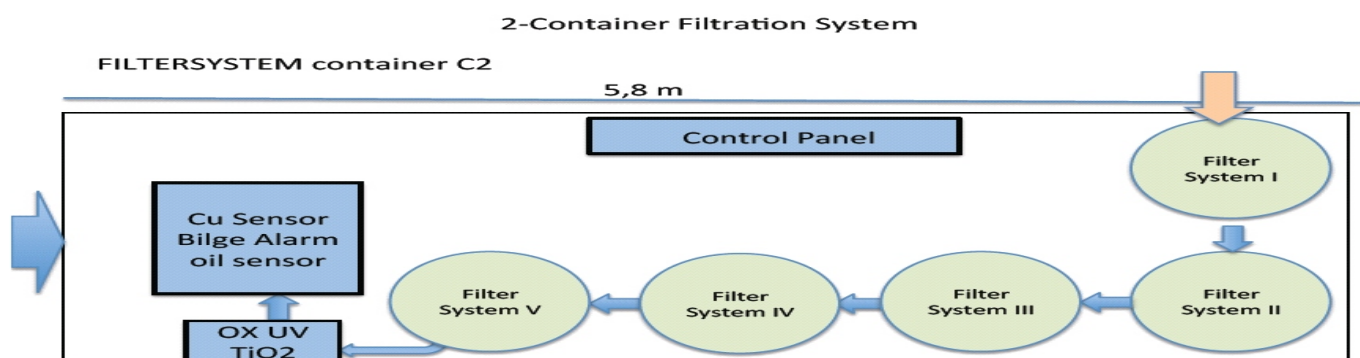 2-Container Filtration System
FILTERSYSTEM container C2
5,8 m
Control Panel
Filter
System I
Cu Sensor
Bilge Alarm
oil sensor
Filter
System V
Filter
System IV
Filter
System III
Filter
System II
OX UV
TiO2